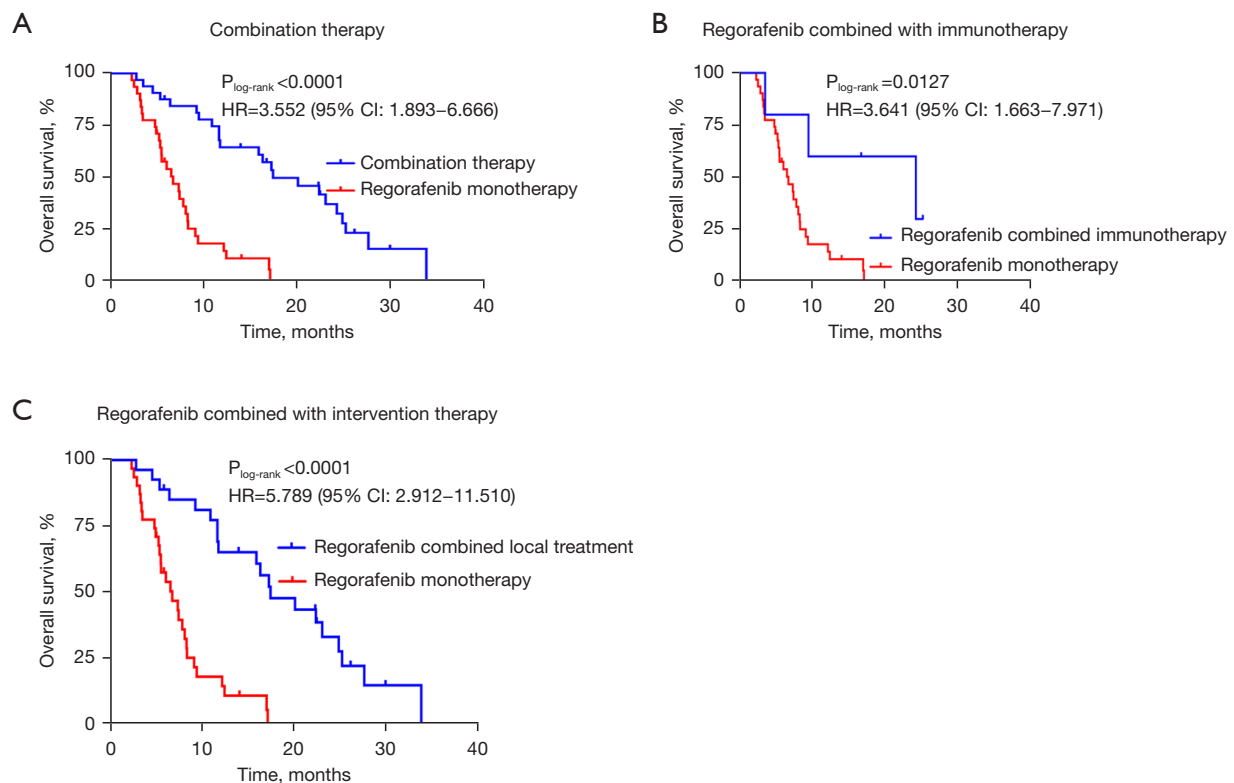 A
Combination therapy
100
75
50
25
0
Overall survival, %
P log-rank <0.0001
HR=3.552 (95% CI: 1.893–6.666)
Combination therapy
Regorafenib monotherapy
0 10 20 30 40
Time, months
B
Regorafenib combined with immunotherapy
100
75
50
25
0
Overall survival, %
P log-rank =0.0127
HR=3.641 (95% CI: 1.663–7.971)
Regorafenib combined immunotherapy
Regorafenib monotherapy
0 10 20 30 40
Time, months
C
Regorafenib combined with intervention therapy
100
75
50
25
0
Overall survival, %
P log-rank <0.0001
HR=5.789 (95% CI: 2.912–11.510)
Regorafenib combined local treatment
Regorafenib monotherapy
0 10 20 30 40
Time, months